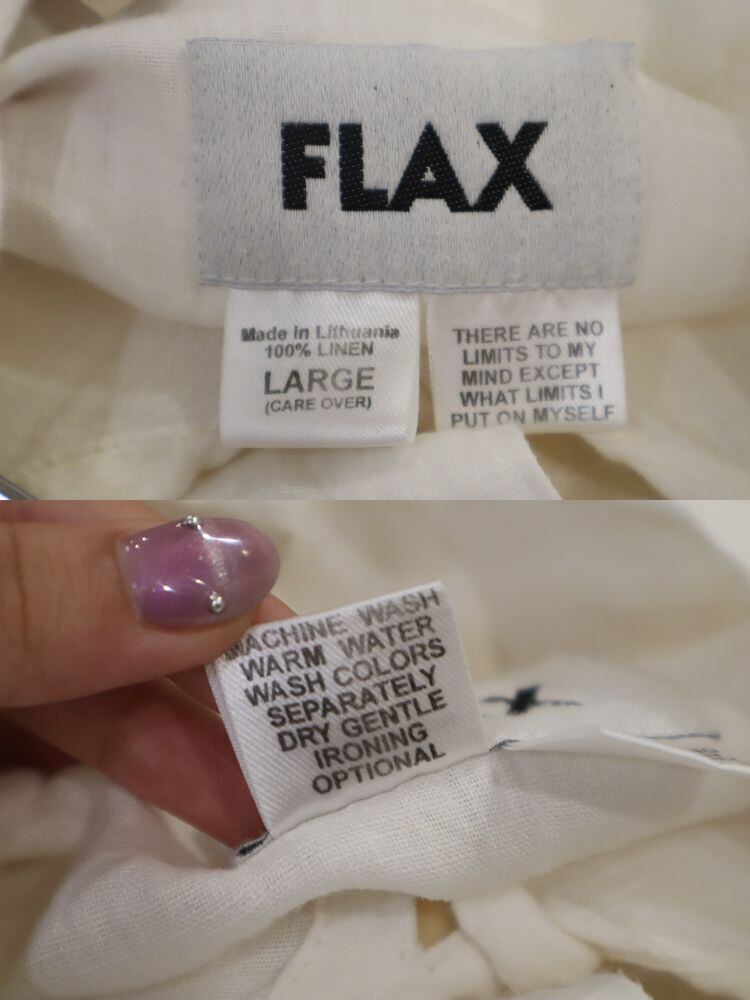 FLAX
Made in Lithuania
100% LINEN
LARGE
(CARE OVER)
THERE ARE NO
LIMITS TO MY
MIND EXCEPT
WHAT LIMITS I
PUT ON MYSELF
MACHINE WASH
WARM WATER
WASH COLORS
SEPARATELY
DRY GENTLE
IRONING
OPTIONAL